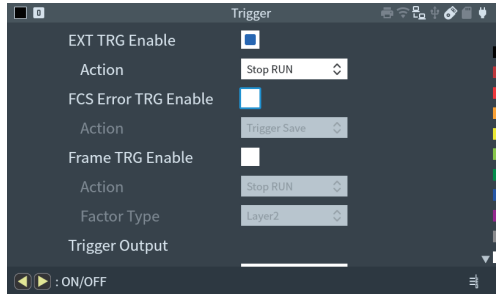 0 Trigger
EXT TRG Enable
Action Stop RUN
FCS Error TRG Enable
Action Trigger Save
Frame TRG Enable
Action Stop RUN
Factor Type Layer2
Trigger Output
: ON/OFF